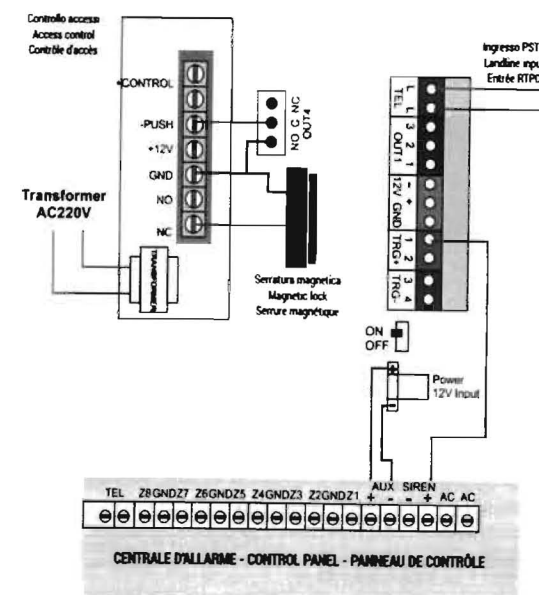 Controllo accessi
Access control
Contrôle d'accès
+CONTROL
-PUSH
+12V
GND
NO
NC
NO C NC
OUT4
Transformer
AC220V
TRANSFORMER
Serratura magnetica
Magnetic lock
Serrure magnétique
Ingresso PST
Landline inpu
Entrée RTPC
TEL
L
L
OUT1
3
2
1
12V
-
+
GND
TRG+
1
2
TRG-
3
4
ON
OFF
+
-
Power
12V Input
AUX SIREN
TEL Z8GNDZ7 Z6GNDZ5 Z4GNDZ3 Z2GNDZ1 + - - + AC AC
CENTRALE D'ALLARME - CONTROL PANEL - PANNEAU DE CONTRÔLE